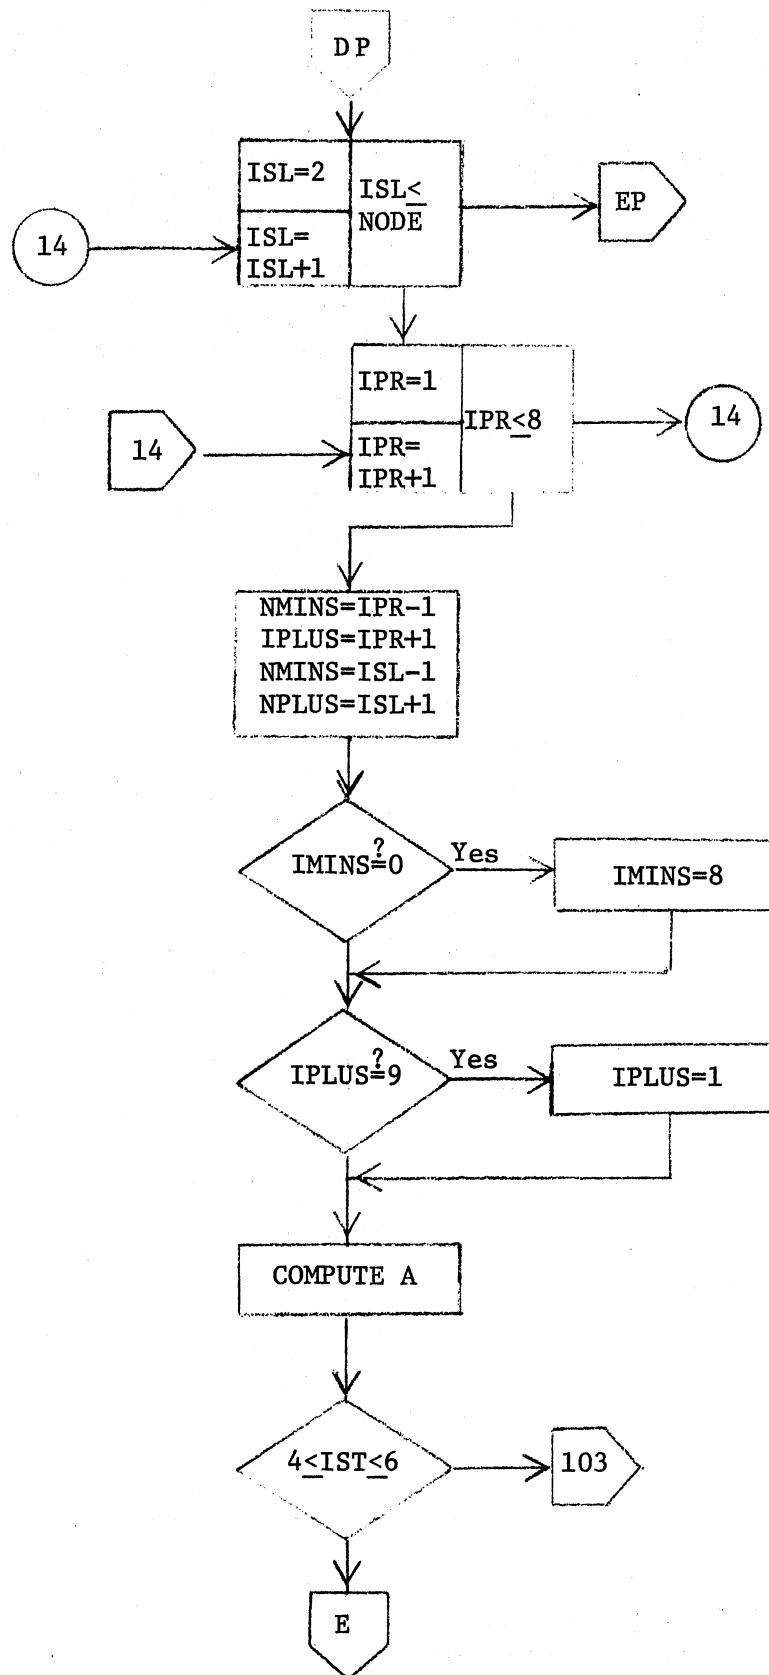 DP
ISL=2
ISL≤
NODE
EP
14
ISL=
ISL+1
IPR=1
IPR≤8
14
14
IPR=
IPR+1
NMINS=IPR-1
IPLUS=IPR+1
NMINS=ISL-1
NPLUS=ISL+1
IMINS≟0
Yes
IMINS=8
IPLUS≟9
Yes
IPLUS=1
COMPUTE A
4≤IST≤6
103
E